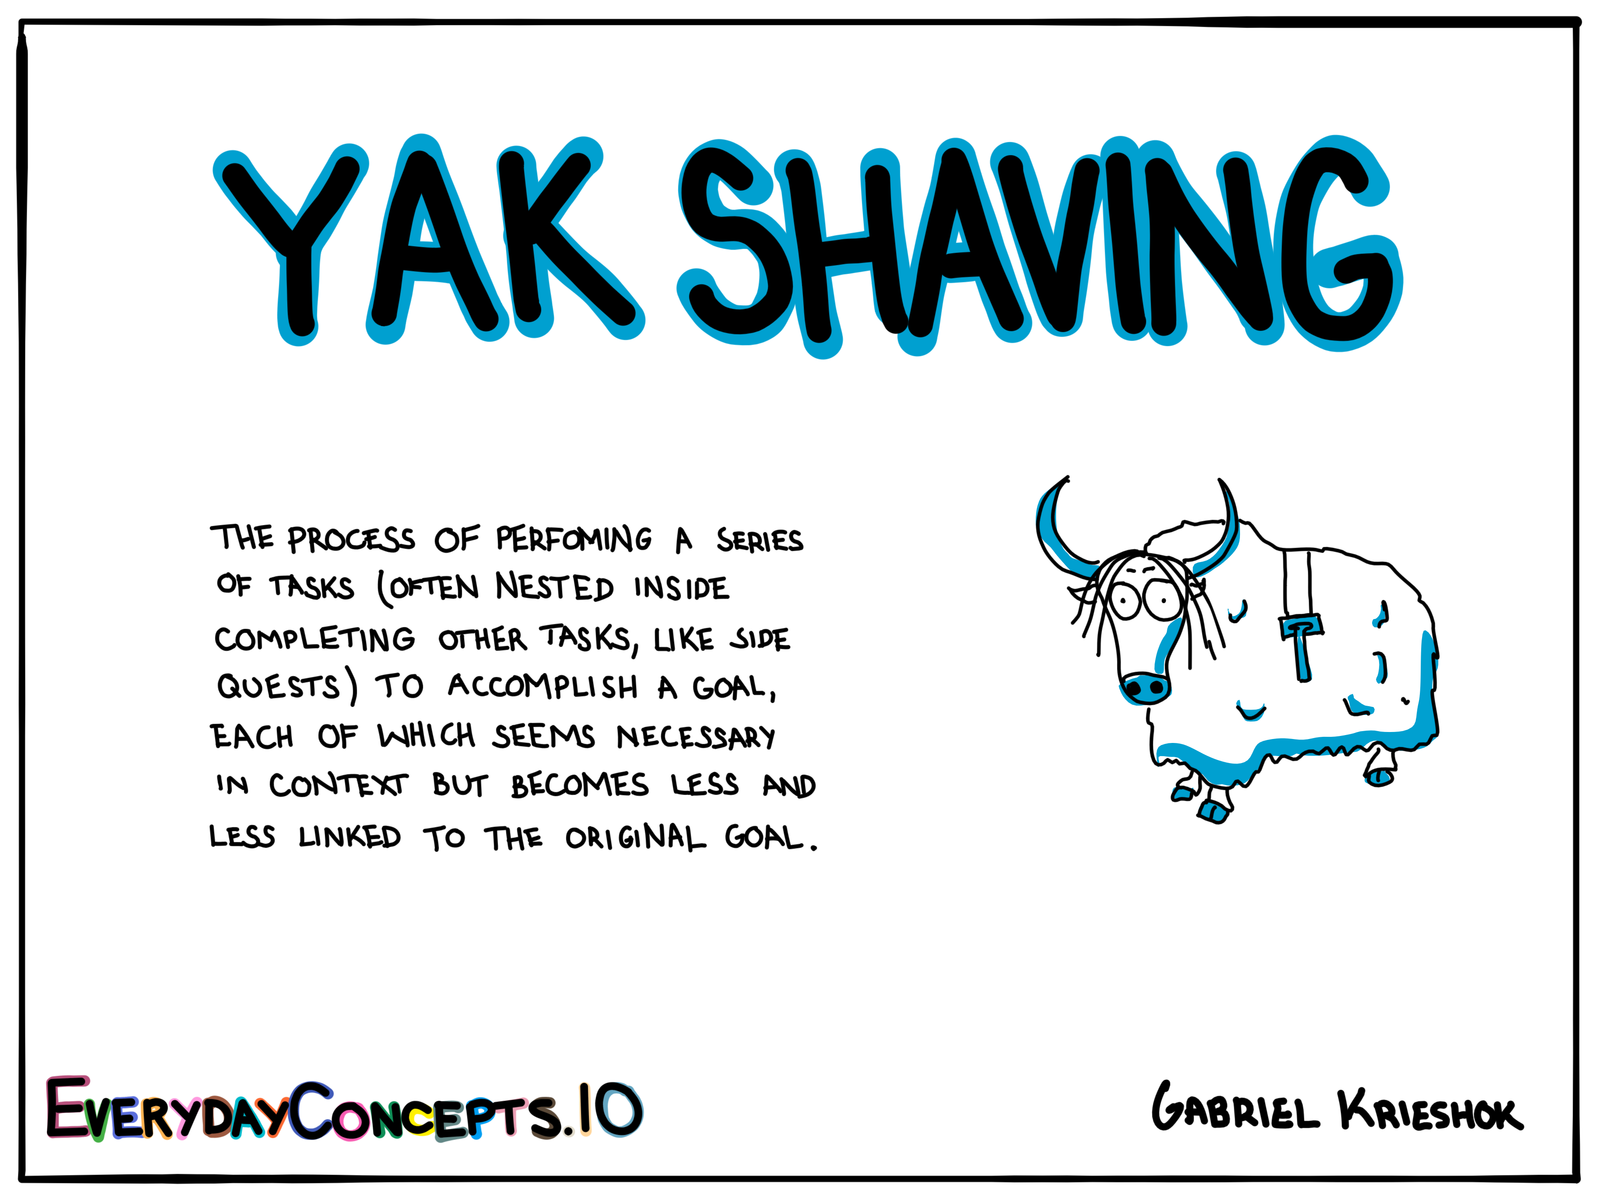 YAK SHAVING
THE PROCESS OF PERFOMING A SERIES
OF TASKS (OFTEN NESTED INSIDE
COMPLETING OTHER TASKS, LIKE SIDE
QUESTS) TO ACCOMPLISH A GOAL,
EACH OF WHICH SEEMS NECESSARY
IN CONTEXT BUT BECOMES LESS AND
LESS LINKED TO THE ORIGINAL GOAL.
EVERYDAYCONCEPTS.IO
GABRIEL KRIESHOK